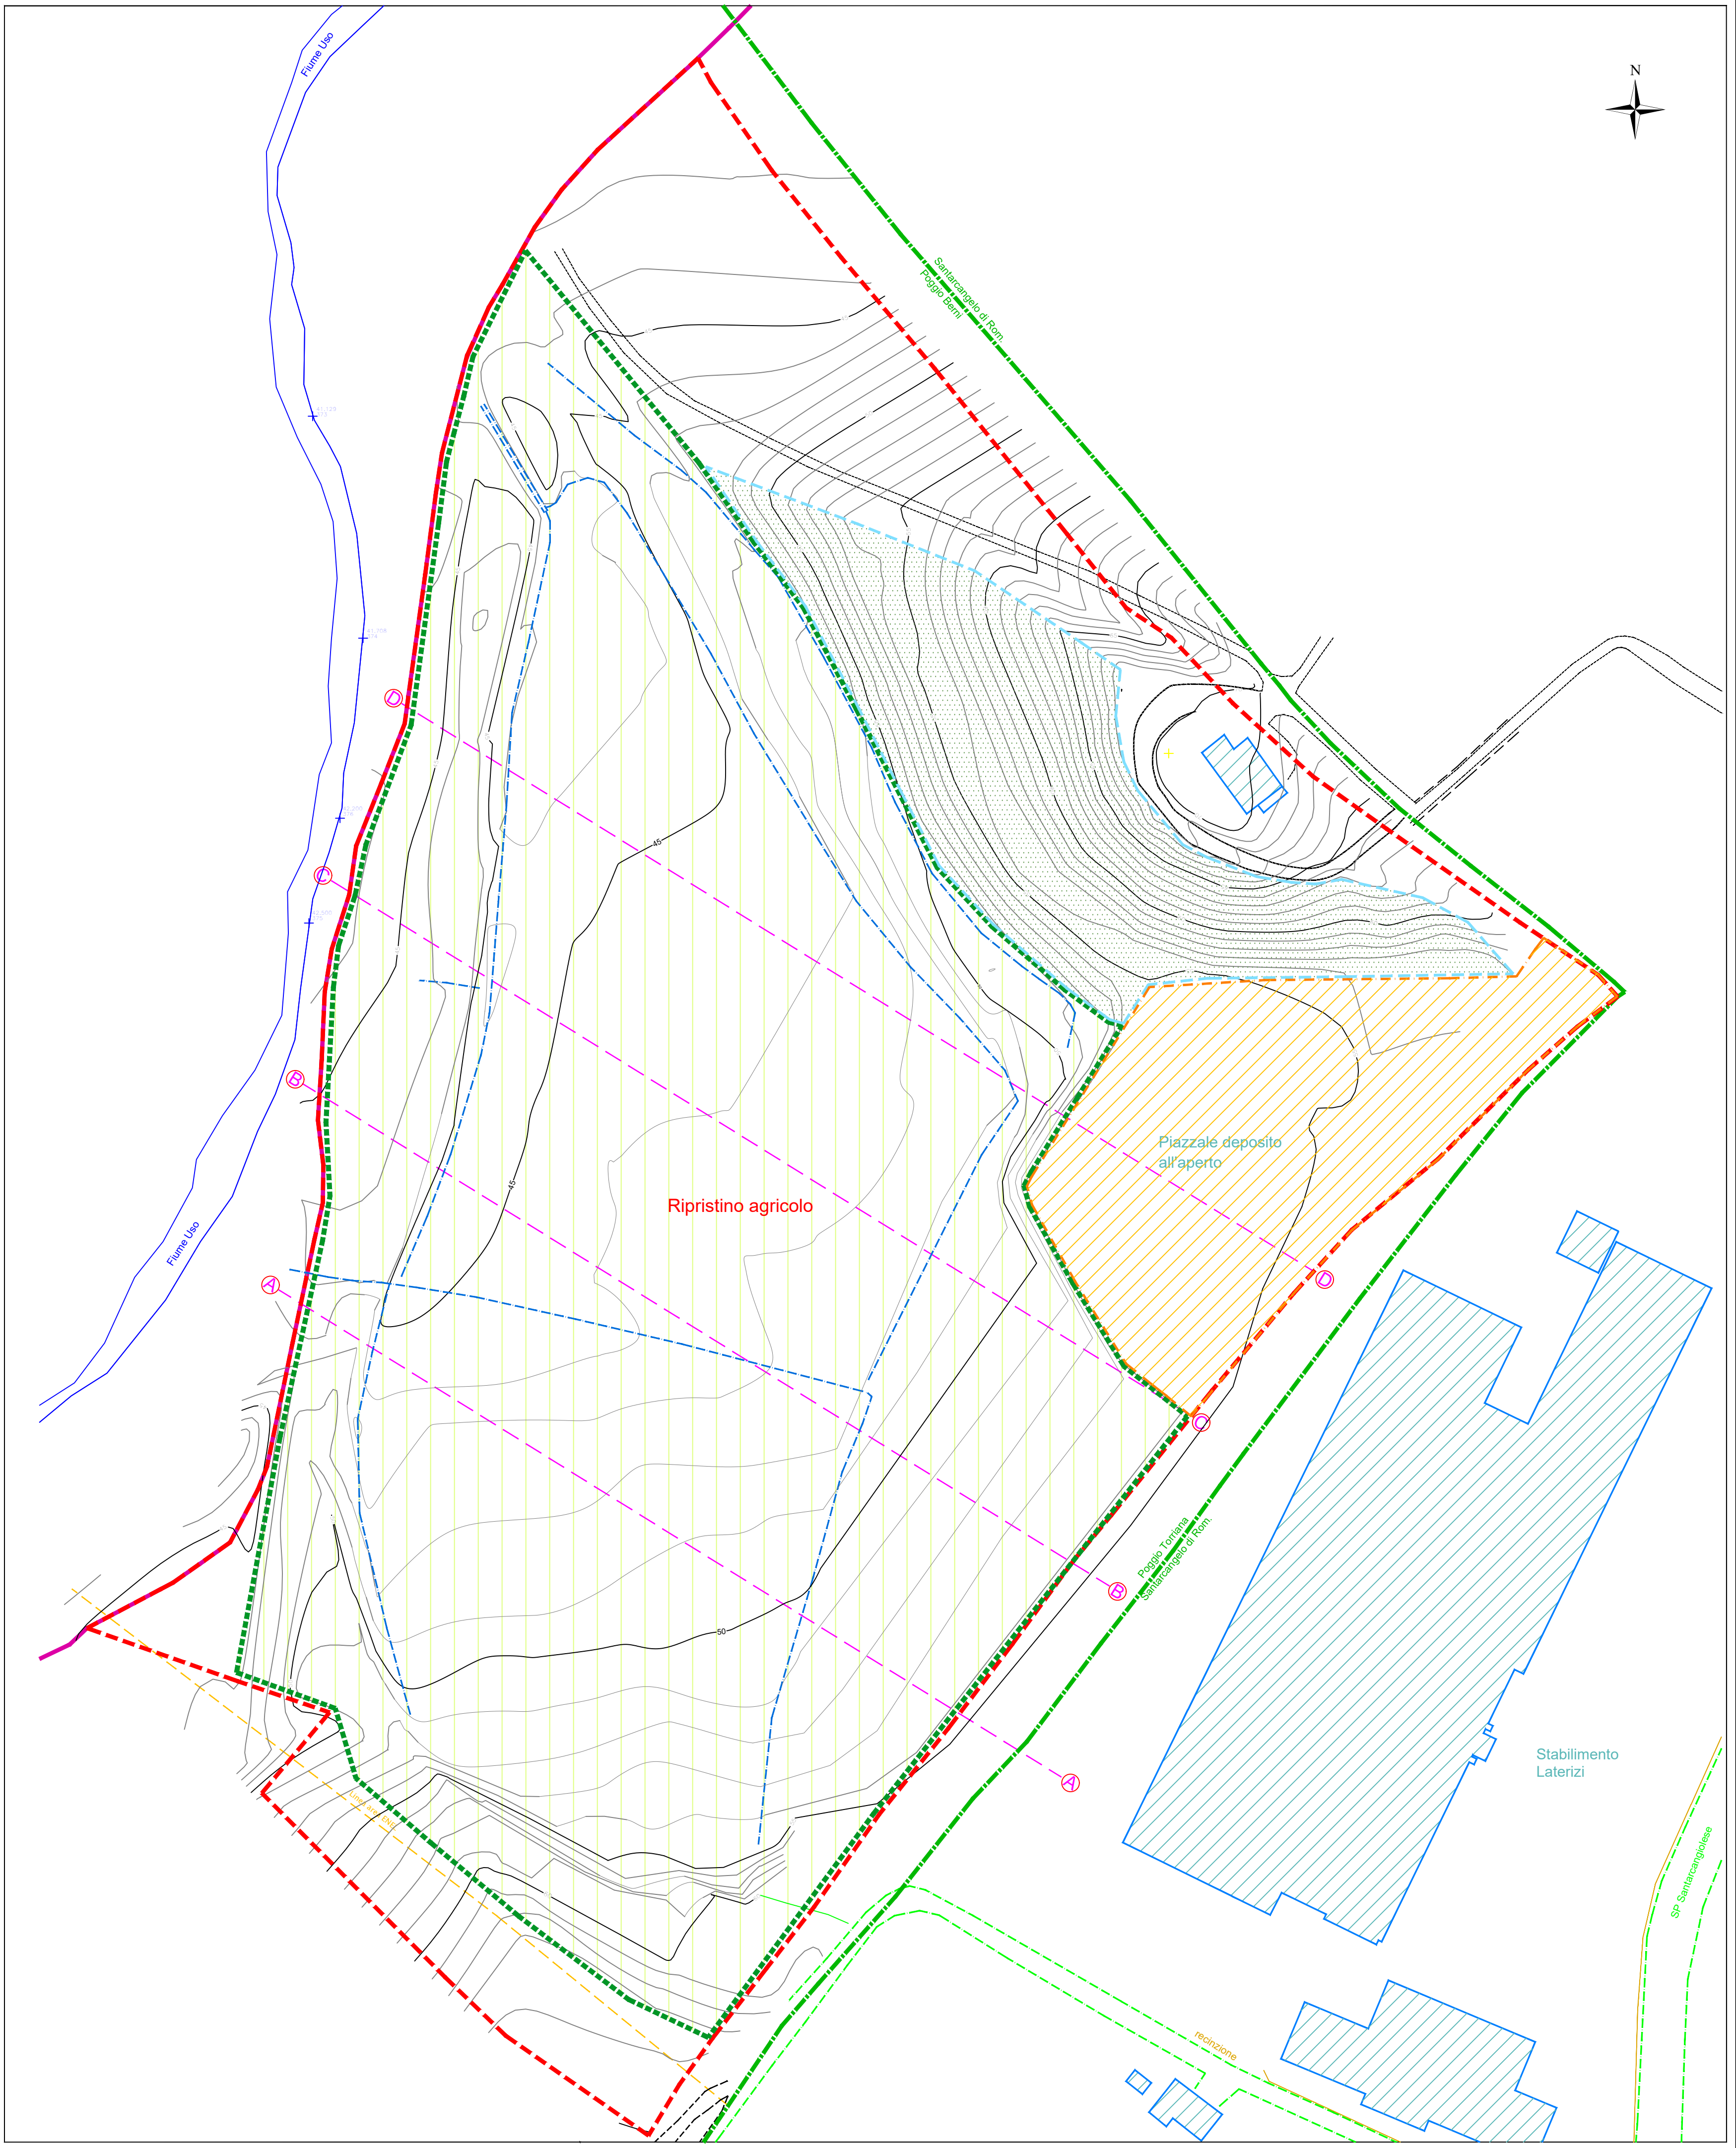 Fiume Uso
N
Santarcangelo di Rom.
Poggio Berni
D
C
45
B
Piazzale deposito
all'aperto
Ripristino agricolo
45
Fiume Uso
A
D
C
Poggio Torriana
Santarcangelo di Rom.
B
50
A
Stabilimento
Laterizi
SP Santarcangiolese
recinzione